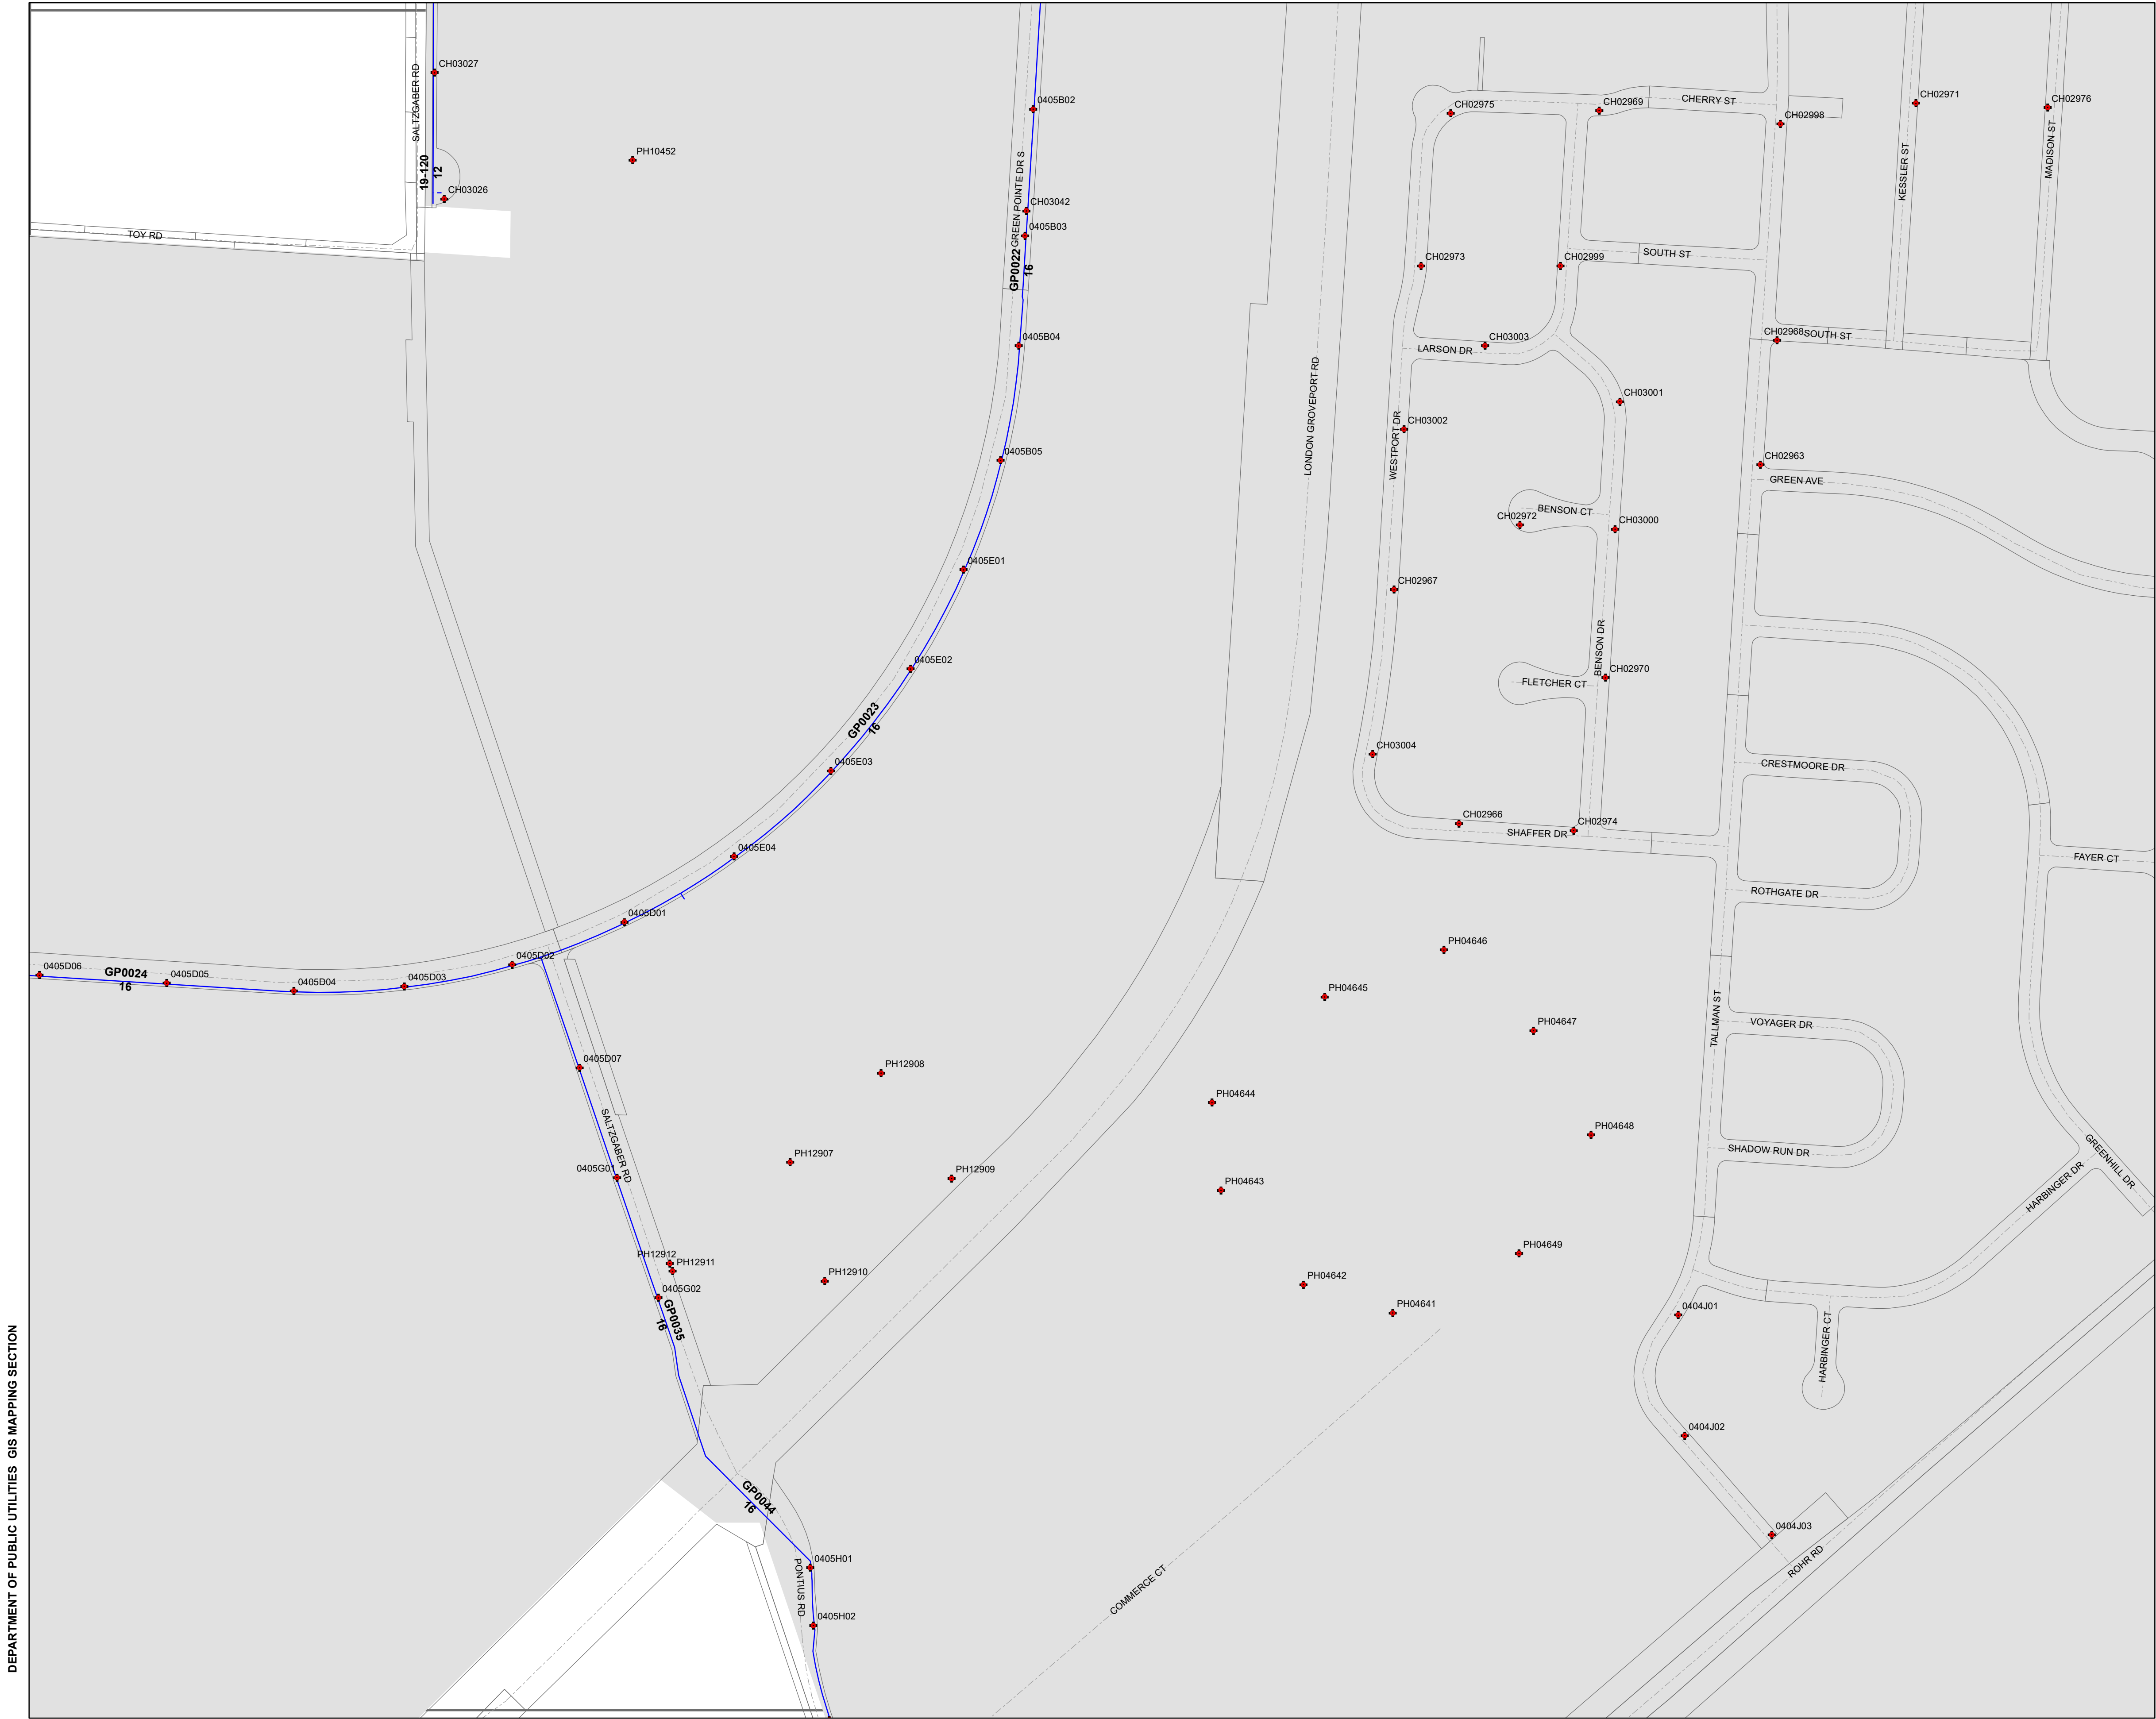 CH03027
SALTZGABER RD
0405B02
CH02975
CH02969
CHERRY ST
CH02998
CH02971
CH02976
MADISON ST
PH10452
19-120
12
CH03026
GREEN POINTE DR S
KESSLER ST
CH03042
TOY RD
0405B03
GP0022
16
CH02973
CH02999
SOUTH ST
0405B04
LARSON DR
CH03003
CH02968
SOUTH ST
LONDON GROVEPORT RD
CH03001
WESTPORT DR
CH03002
0405B05
CH02963
GREEN AVE
CH02972
BENSON CT
CH03000
0405E01
CH02967
0405E02
BENSON DR
CH02970
FLETCHER CT
GP0023
16
0405E03
CH03004
CRESTMOORE DR
CH02966
SHAFFER DR
CH02974
0405E04
FAYER CT
ROTHGATE DR
0405D01
PH04646
0405D02
0405D06
GP0024
16
0405D05
0405D04
0405D03
PH04645
TALLMAN ST
VOYAGER DR
PH04647
0405D07
PH12908
PH04644
SALTZGABER RD
PH04648
SHADOW RUN DR
GREENHILL DR
PH12907
0405G01
PH12909
PH04643
HARBINGER DR
PH12912
PH12911
PH12910
PH04649
PH04642
0405G02
GP0035
16
PH04641
0404J01
HARBINGER CT
DEPARTMENT OF PUBLIC UTILITIES GIS MAPPING SECTION
0404J02
GP0044
16
0404J03
0405H01
PONTIUS RD
ROHR RD
COMMERCE CT
0405H02